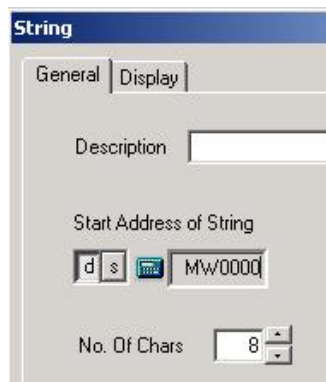 String
General Display
Description
Start Address of String
d s MW0000
No. Of Chars 8